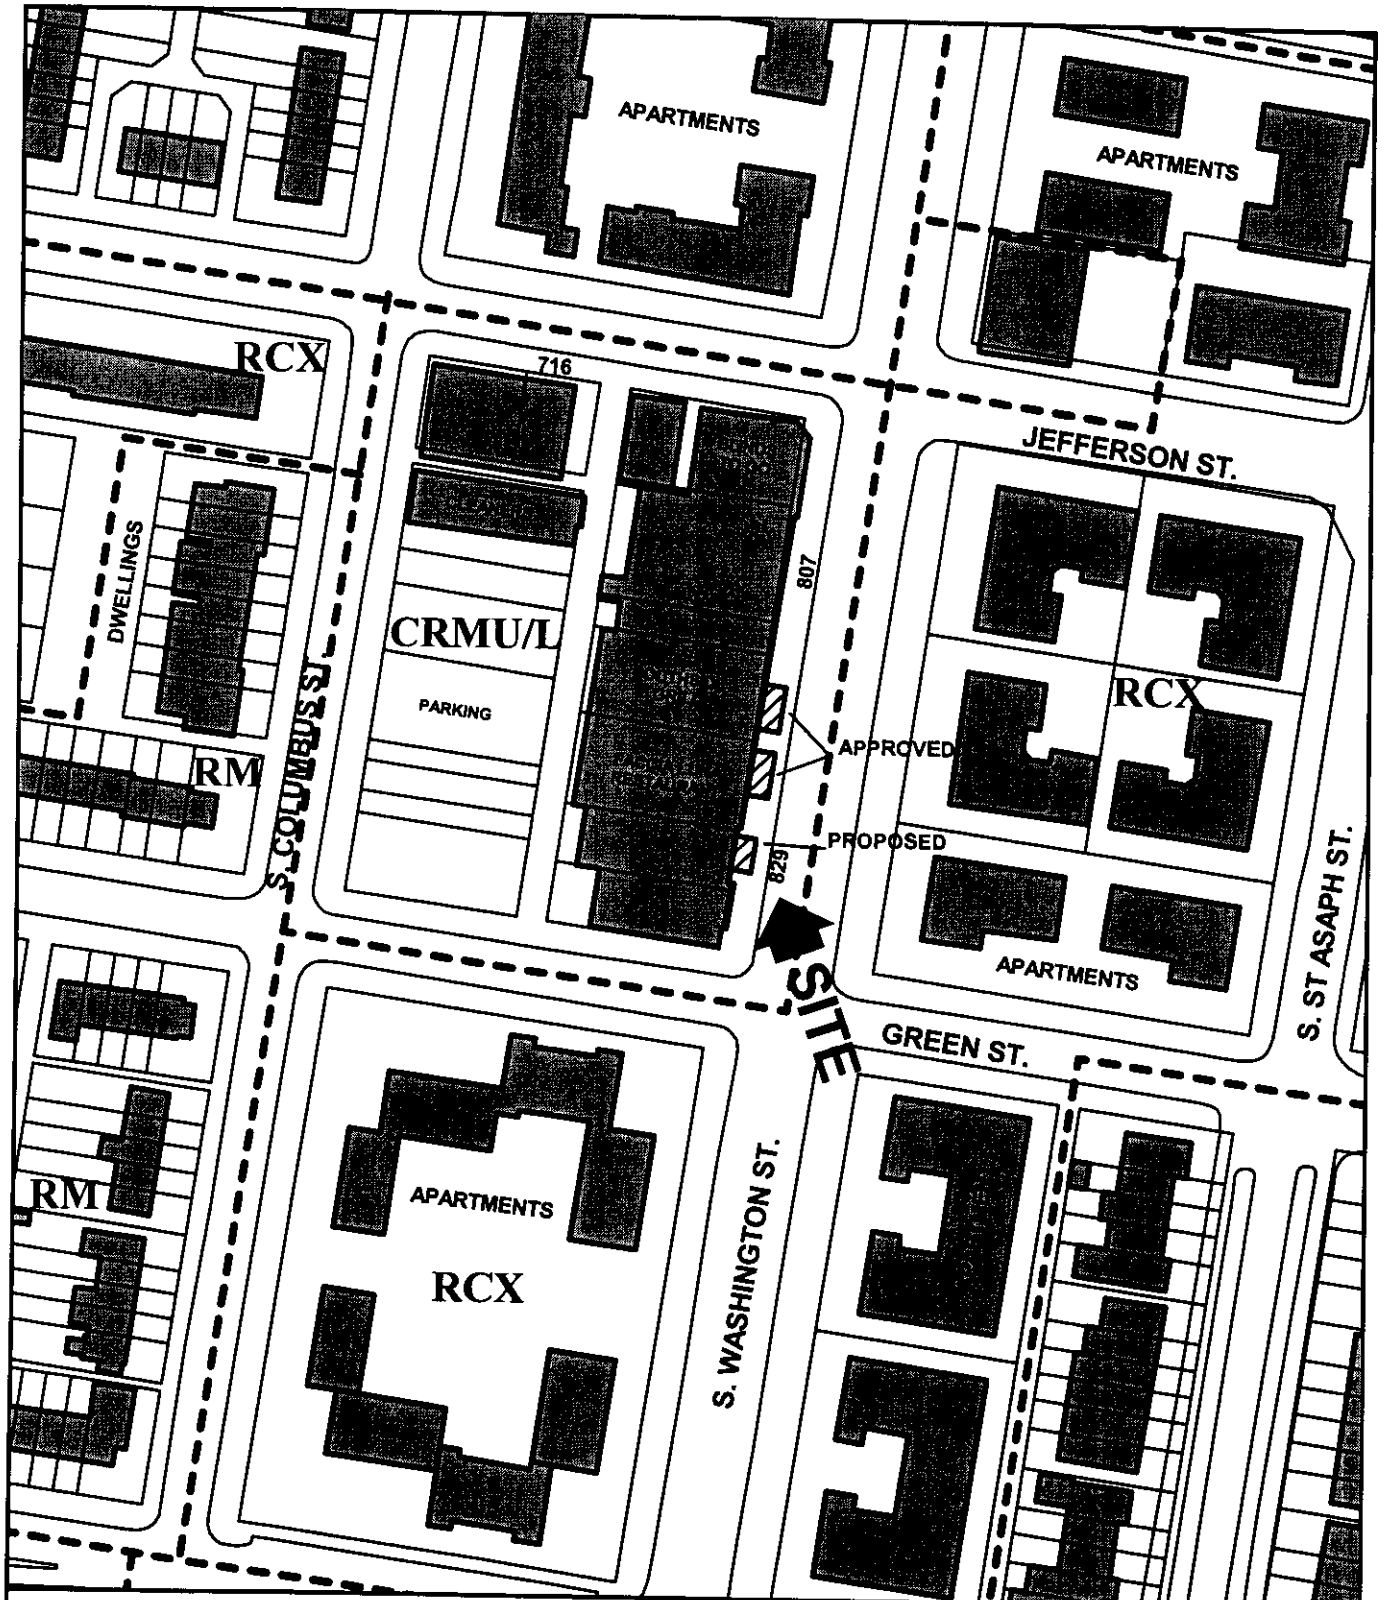 APARTMENTS
APARTMENTS
RCX
716
JEFFERSON ST.
DWELLINGS
807
CRMU/L
RCX
PARKING
S. COLUMBUS ST.
APPROVED
RM
PROPOSED
829
S. ST ASAPH ST.
APARTMENTS
SITE
GREEN ST.
RM
APARTMENTS
S. WASHINGTON ST.
RCX